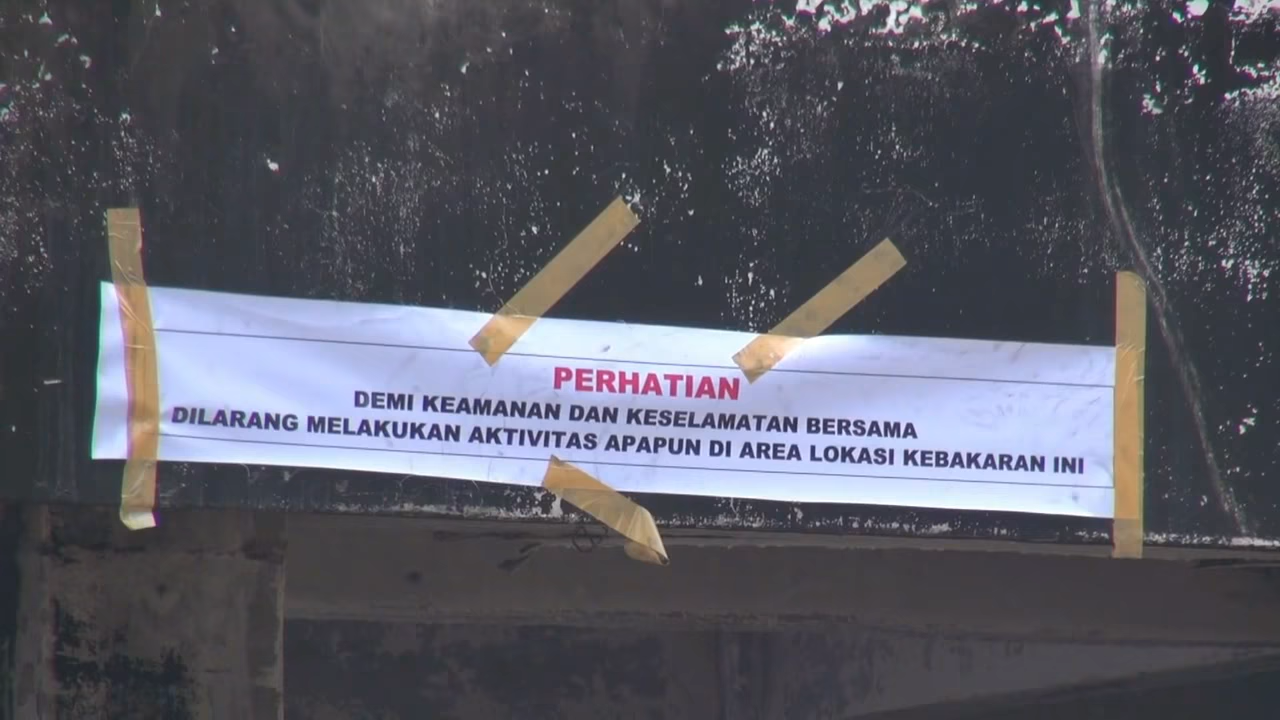 PERHATIAN
DEMI KEAMANAN DAN KESELAMATAN BERSAMA
DILARANG MELAKUKAN AKTIVITAS APAPUN DI AREA LOKASI KEBAKARAN INI